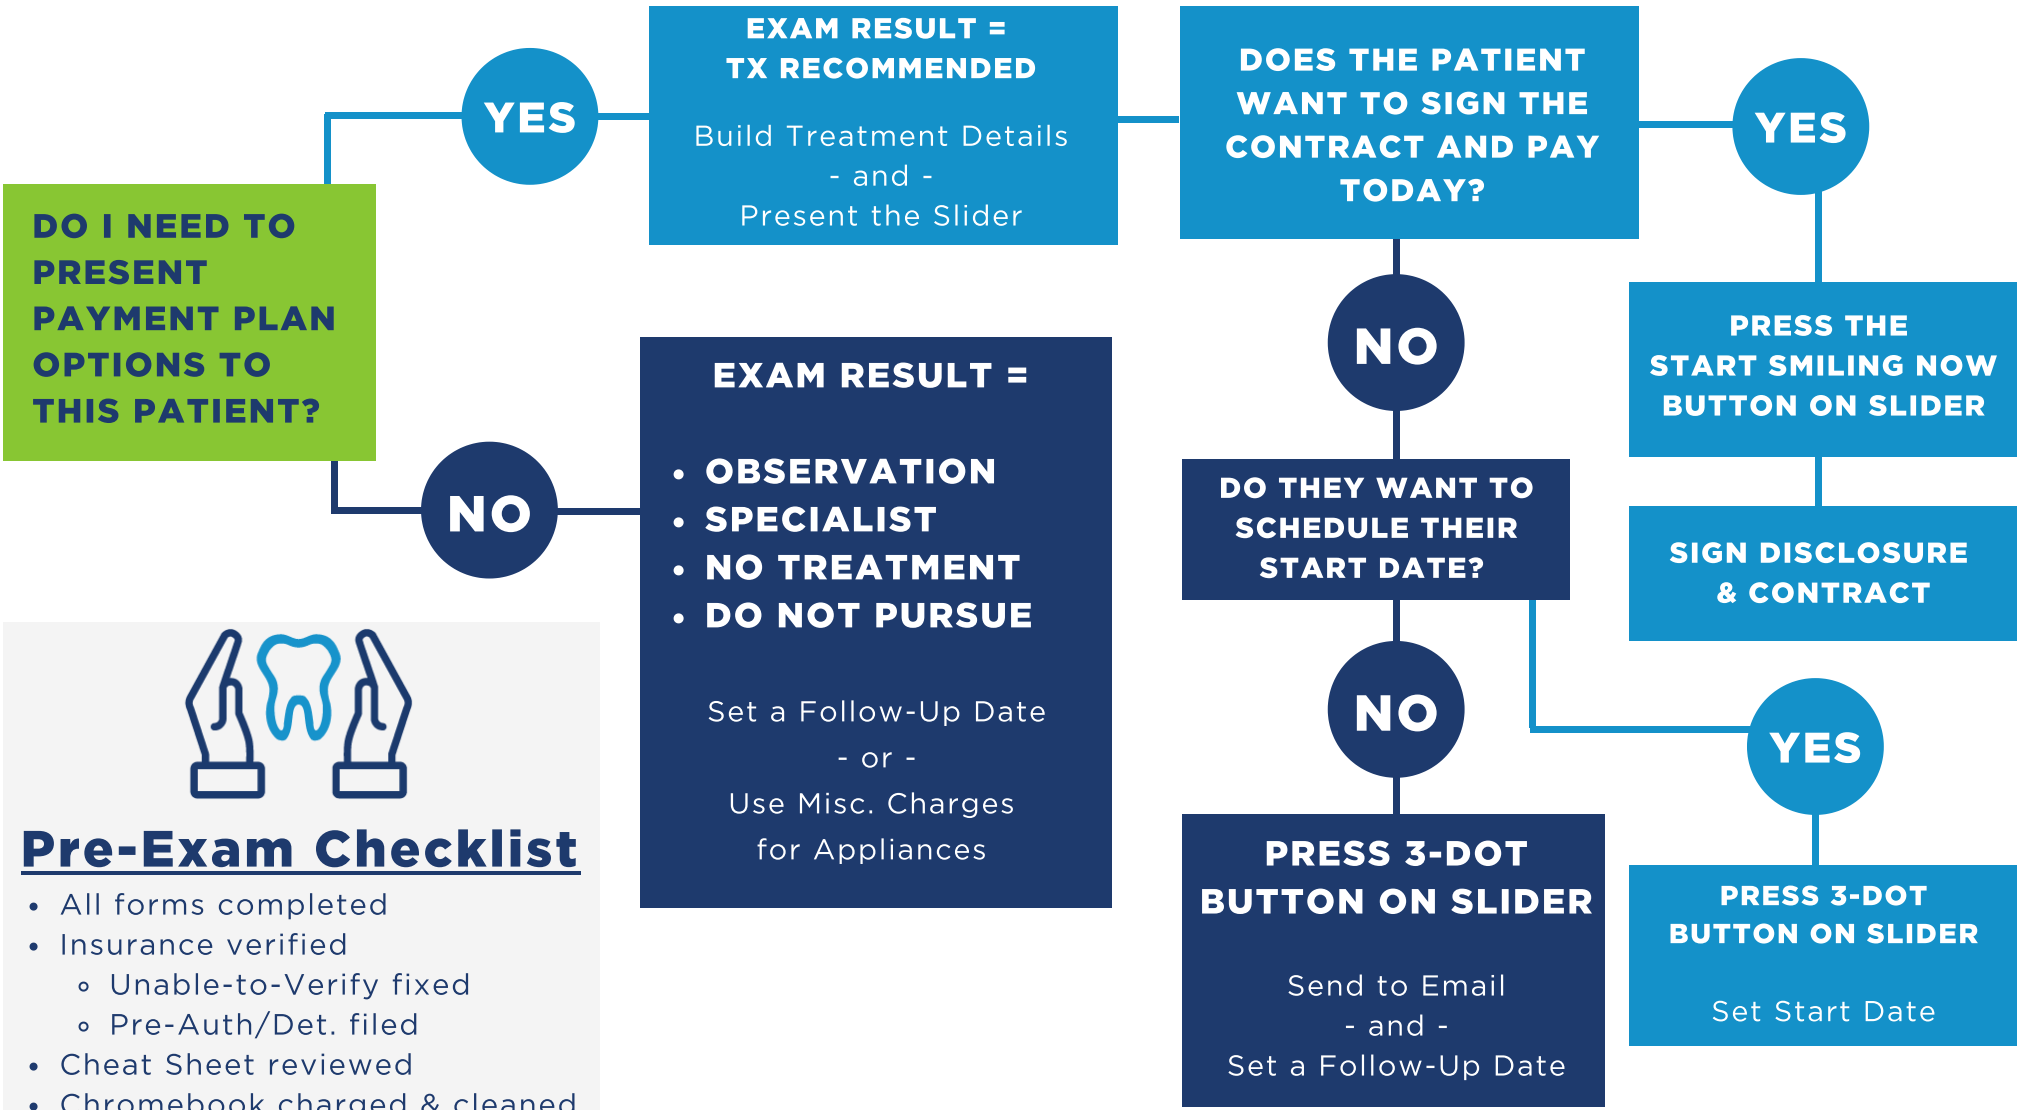 DO I NEED TO
PRESENT
PAYMENT PLAN
OPTIONS TO
THIS PATIENT?
YES
EXAM RESULT =
TX RECOMMENDED
Build Treatment Details
- and -
Present the Slider
DOES THE PATIENT
WANT TO SIGN THE
CONTRACT AND PAY
TODAY?
YES
PRESS THE
START SMILING NOW
BUTTON ON SLIDER
SIGN DISCLOSURE
& CONTRACT
NO
DO THEY WANT TO
SCHEDULE THEIR
START DATE?
YES
PRESS 3-DOT
BUTTON ON SLIDER
Set Start Date
NO
PRESS 3-DOT
BUTTON ON SLIDER
Send to Email
- and -
Set a Follow-Up Date
NO
EXAM RESULT =
• OBSERVATION
• SPECIALIST
• NO TREATMENT
• DO NOT PURSUE
Set a Follow-Up Date
- or -
Use Misc. Charges
for Appliances
Pre-Exam Checklist
• All forms completed
• Insurance verified
◦ Unable-to-Verify fixed
◦ Pre-Auth/Det. filed
• Cheat Sheet reviewed
• Chromebook charged & cleaned